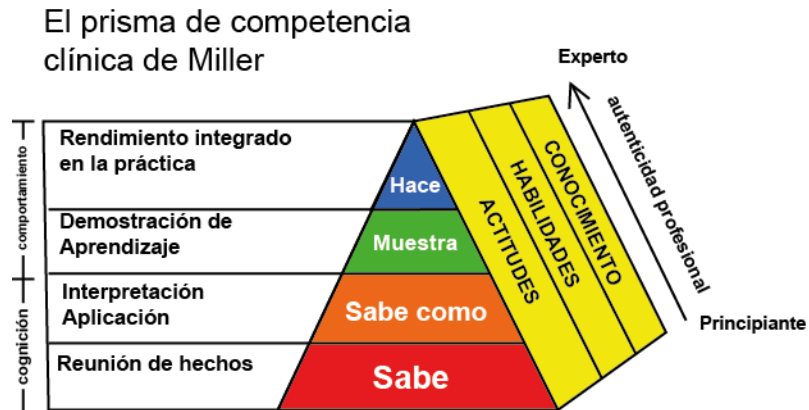 El prisma de competencia
clínica de Miller
Experto
autenticidad profesional
Principiante
comportamiento
cognición
Rendimiento integrado
en la práctica
Hace
Demostración de
Aprendizaje
Muestra
Interpretación
Aplicación
Sabe como
Reunión de hechos
Sabe
ACTITUDES
HABILIDADES
CONOCIMIENTO